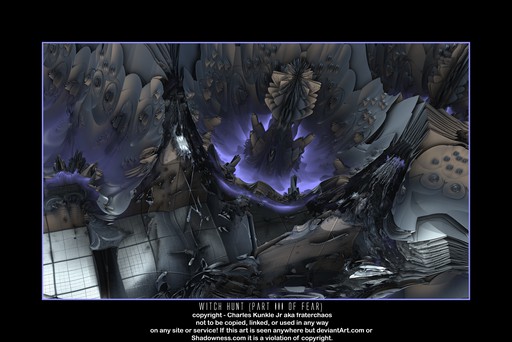 WITCH HUNT (PART III OF FEAR)
copyright - Charles Kunkle Jr aka fraterchaos
not to be copied, linked, or used in any way
on any site or service! If this art is seen anywhere but deviantArt.com or
Shadowness.com it is a violation of copyright.